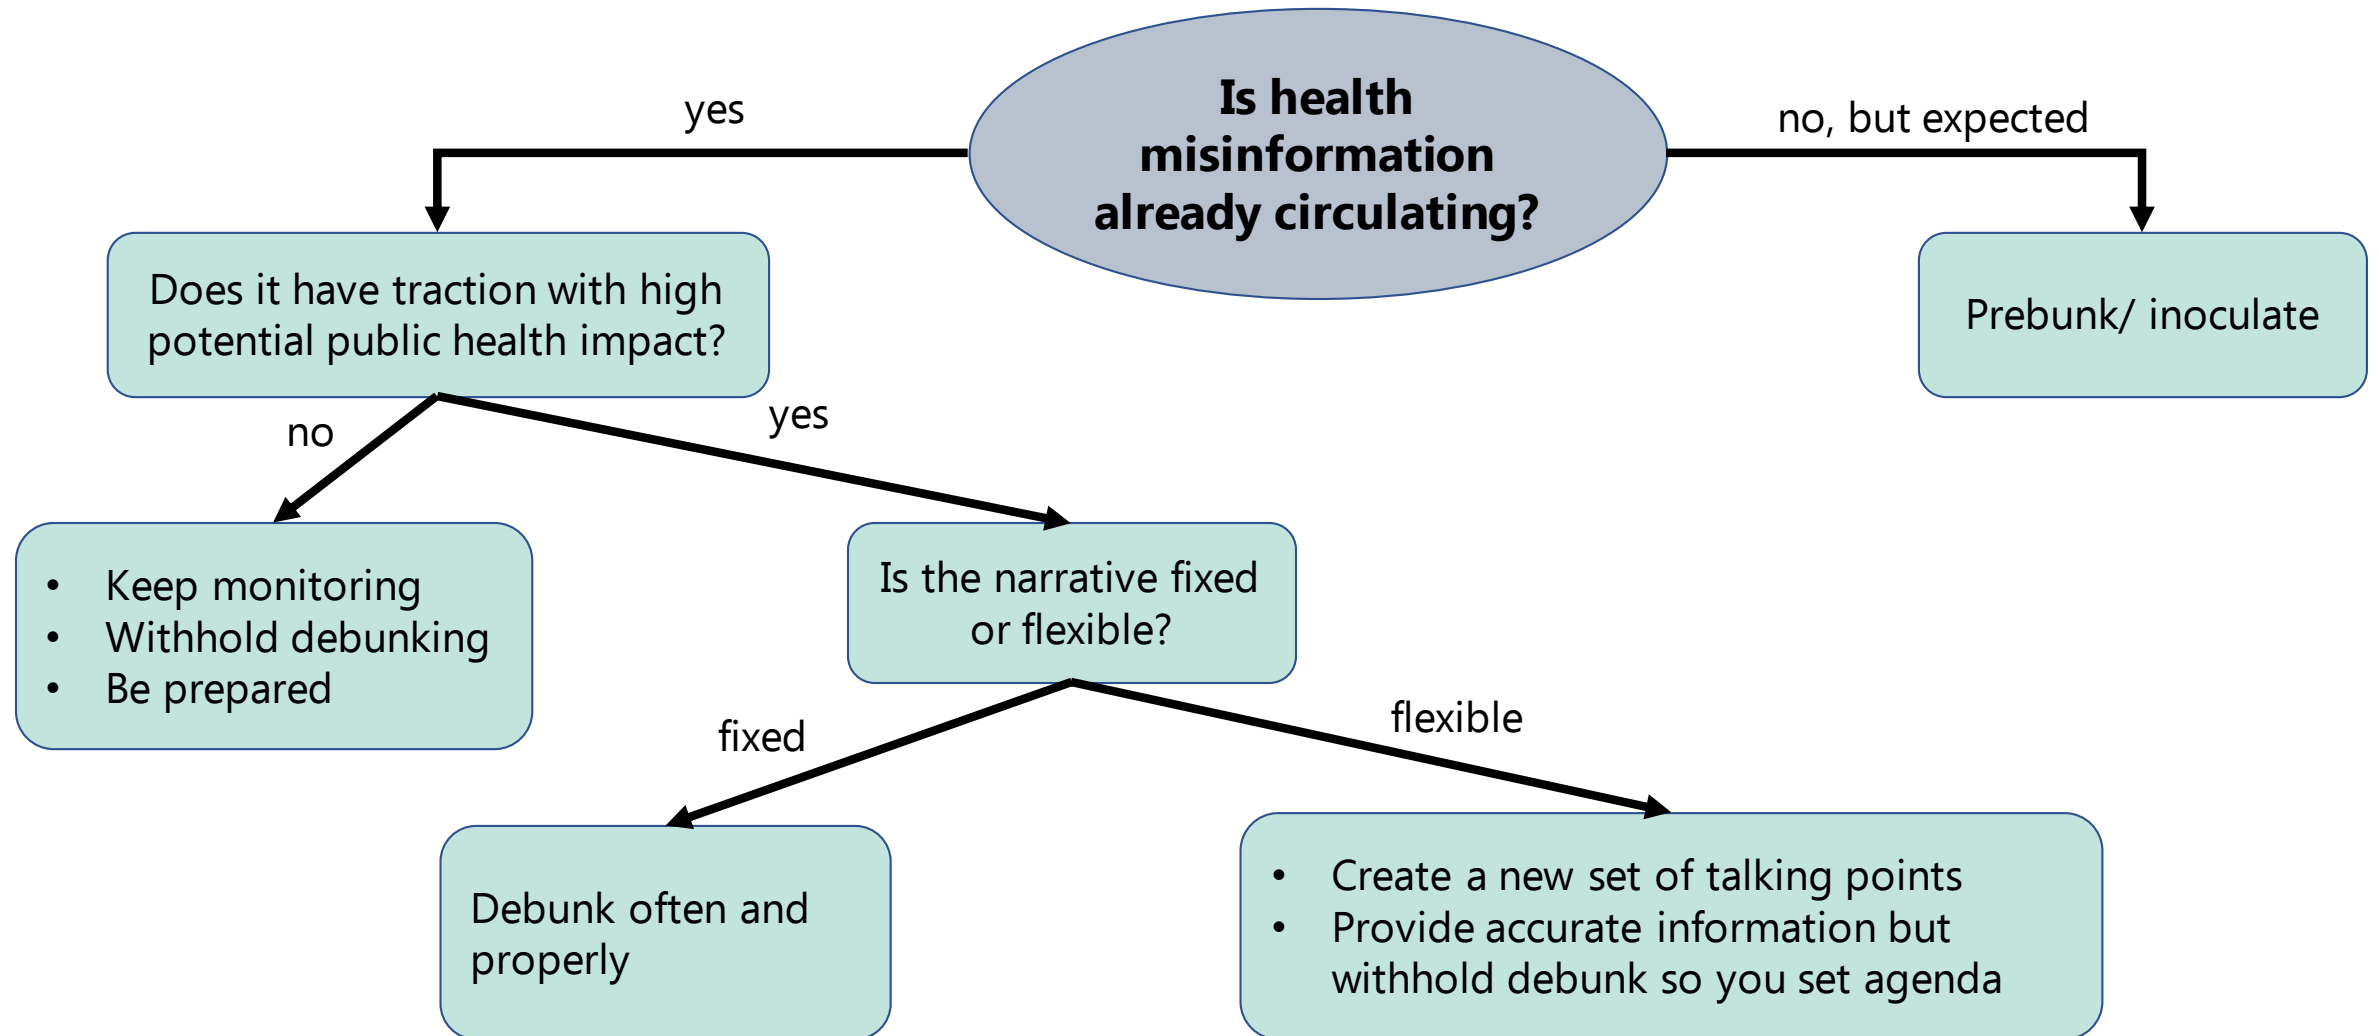 Is health
misinformation
already circulating?
yes
no, but expected
Does it have traction with high
potential public health impact?
Prebunk/ inoculate
no
yes
• Keep monitoring
• Withhold debunking
• Be prepared
Is the narrative fixed
or flexible?
fixed
flexible
Debunk often and
properly
• Create a new set of talking points
• Provide accurate information but
withhold debunk so you set agenda